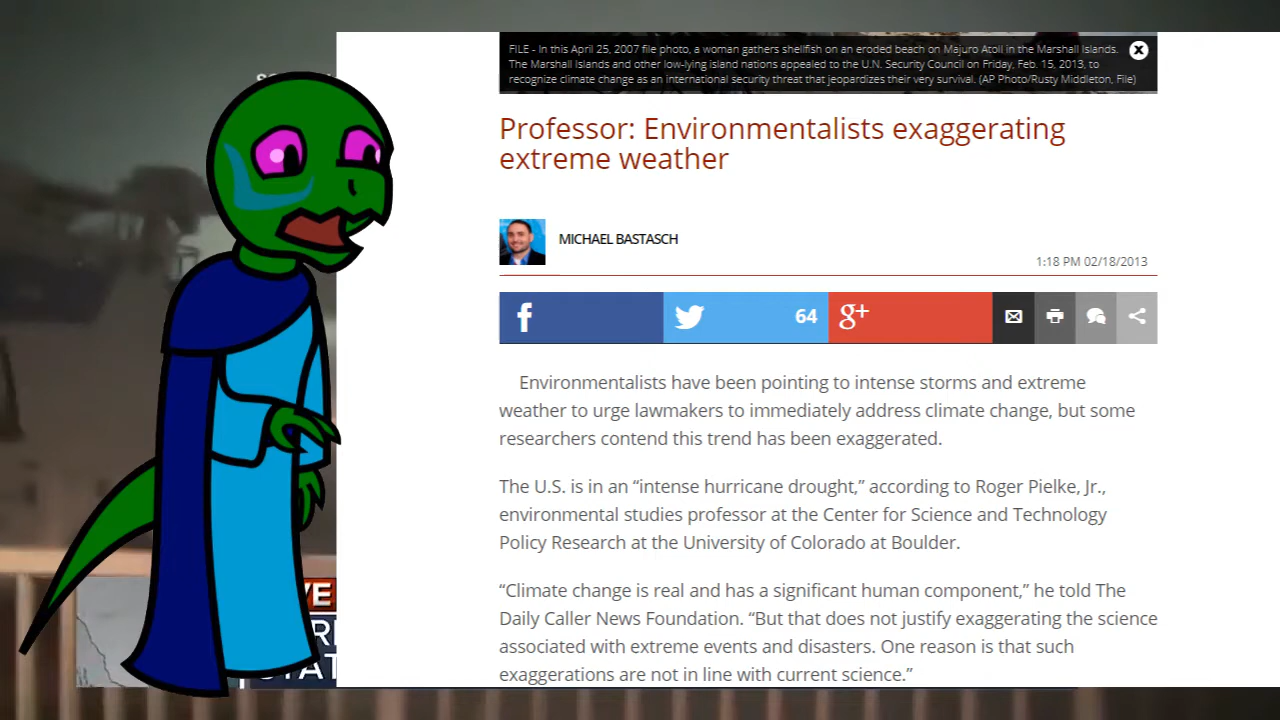 FILE - In this April 25, 2007 file photo, a woman gathers shellfish on an eroded beach on Majuro Atoll in the Marshall Islands.
The Marshall Islands and other low-lying island nations appealed to the U.N. Security Council on Friday, Feb. 15, 2013, to
recognize climate change as an international security threat that jeopardizes their very survival. (AP Photo/Rusty Middleton, File)
Professor: Environmentalists exaggerating
extreme weather
MICHAEL BASTASCH
1:18 PM 02/18/2013
64
Environmentalists have been pointing to intense storms and extreme
weather to urge lawmakers to immediately address climate change, but some
researchers contend this trend has been exaggerated.
The U.S. is in an “intense hurricane drought,” according to Roger Pielke, Jr.,
environmental studies professor at the Center for Science and Technology
Policy Research at the University of Colorado at Boulder.
“Climate change is real and has a significant human component,” he told The
Daily Caller News Foundation. “But that does not justify exaggerating the science
associated with extreme events and disasters. One reason is that such
exaggerations are not in line with current science.”